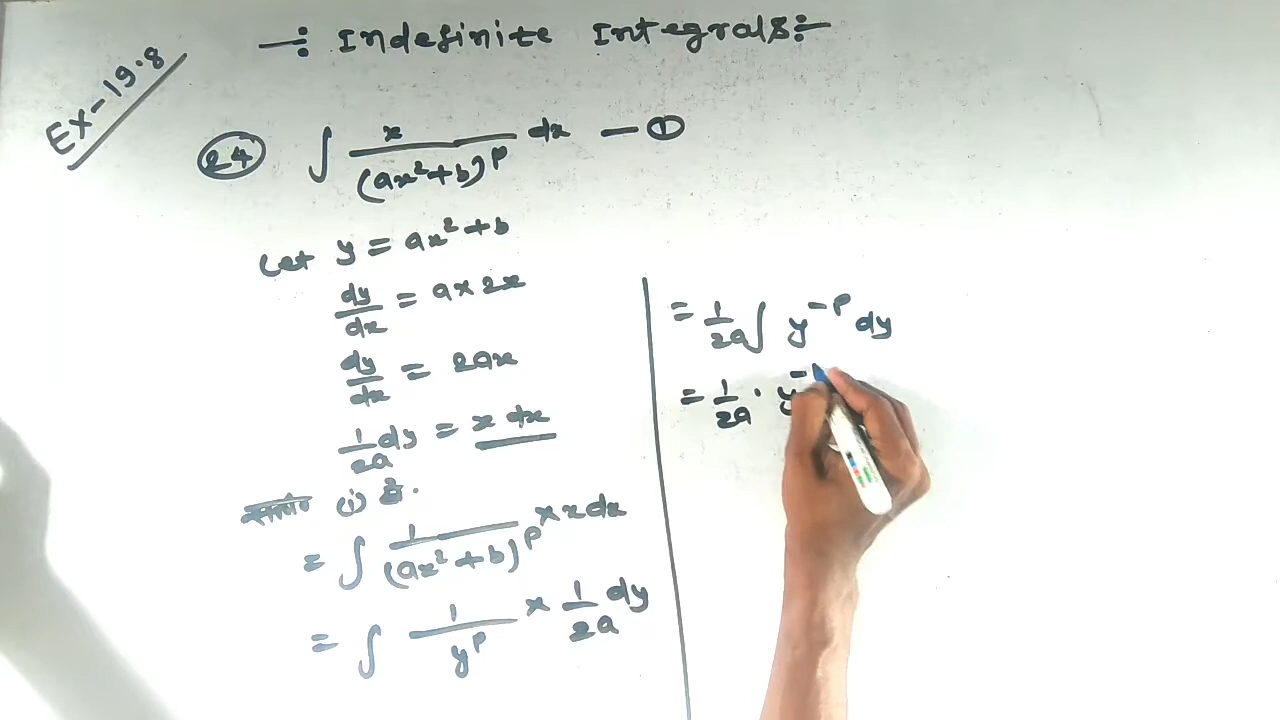 —: Indefinite Integrals:—
Ex-19.8
24 ∫ x/(ax²+b)^p dx — ①
Let y = ax²+b
dy/dx = a×2x
dy/dx = 2ax
1/2a dy = x dx
(i) से.
= ∫ 1/(ax²+b)^p × x dx
= ∫ 1/y^p × 1/2a dy
= 1/2a ∫ y^-p dy
= 1/2a · y^-